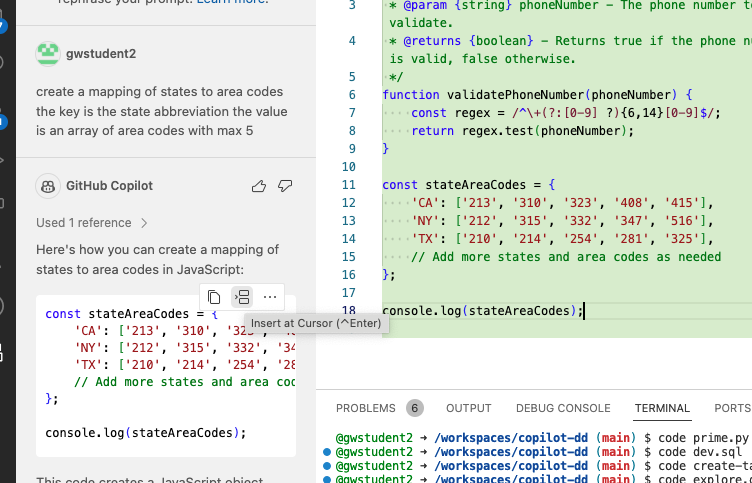 rephrase your prompt. Learn more.
gwstudent2
create a mapping of states to area codes
the key is the state abbreviation the value
is an array of area codes with max 5
GitHub Copilot
Used 1 reference
Here's how you can create a mapping of
states to area codes in JavaScript:
const stateAreaCodes = {
'CA': ['213', '310', '323',
'NY': ['212', '315', '332', '34
'TX': ['210', '214', '254', '28
// Add more states and area cod
};
console.log(stateAreaCodes);
This code creates a JavaScript object
Insert at Cursor (^Enter)
3 * @param {string} phoneNumber - The phone number to
validate.
4 * @returns {boolean} - Returns true if the phone nu
is valid, false otherwise.
5 */
6 function validatePhoneNumber(phoneNumber) {
7 const regex = /^\+(?:[0-9] ?){6,14}[0-9]$/;
8 return regex.test(phoneNumber);
9 }
10
11 const stateAreaCodes = {
12 'CA': ['213', '310', '323', '408', '415'],
13 'NY': ['212', '315', '332', '347', '516'],
14 'TX': ['210', '214', '254', '281', '325'],
15 // Add more states and area codes as needed
16 };
17
18 console.log(stateAreaCodes);
PROBLEMS 6 OUTPUT DEBUG CONSOLE TERMINAL PORTS
@gwstudent2 → /workspaces/copilot-dd (main) $ code prime.py
@gwstudent2 → /workspaces/copilot-dd (main) $ code dev.sql
@gwstudent2 → /workspaces/copilot-dd (main) $ code create-ta
@gwstudent2 → /workspaces/copilot-dd (main) $ code explore.